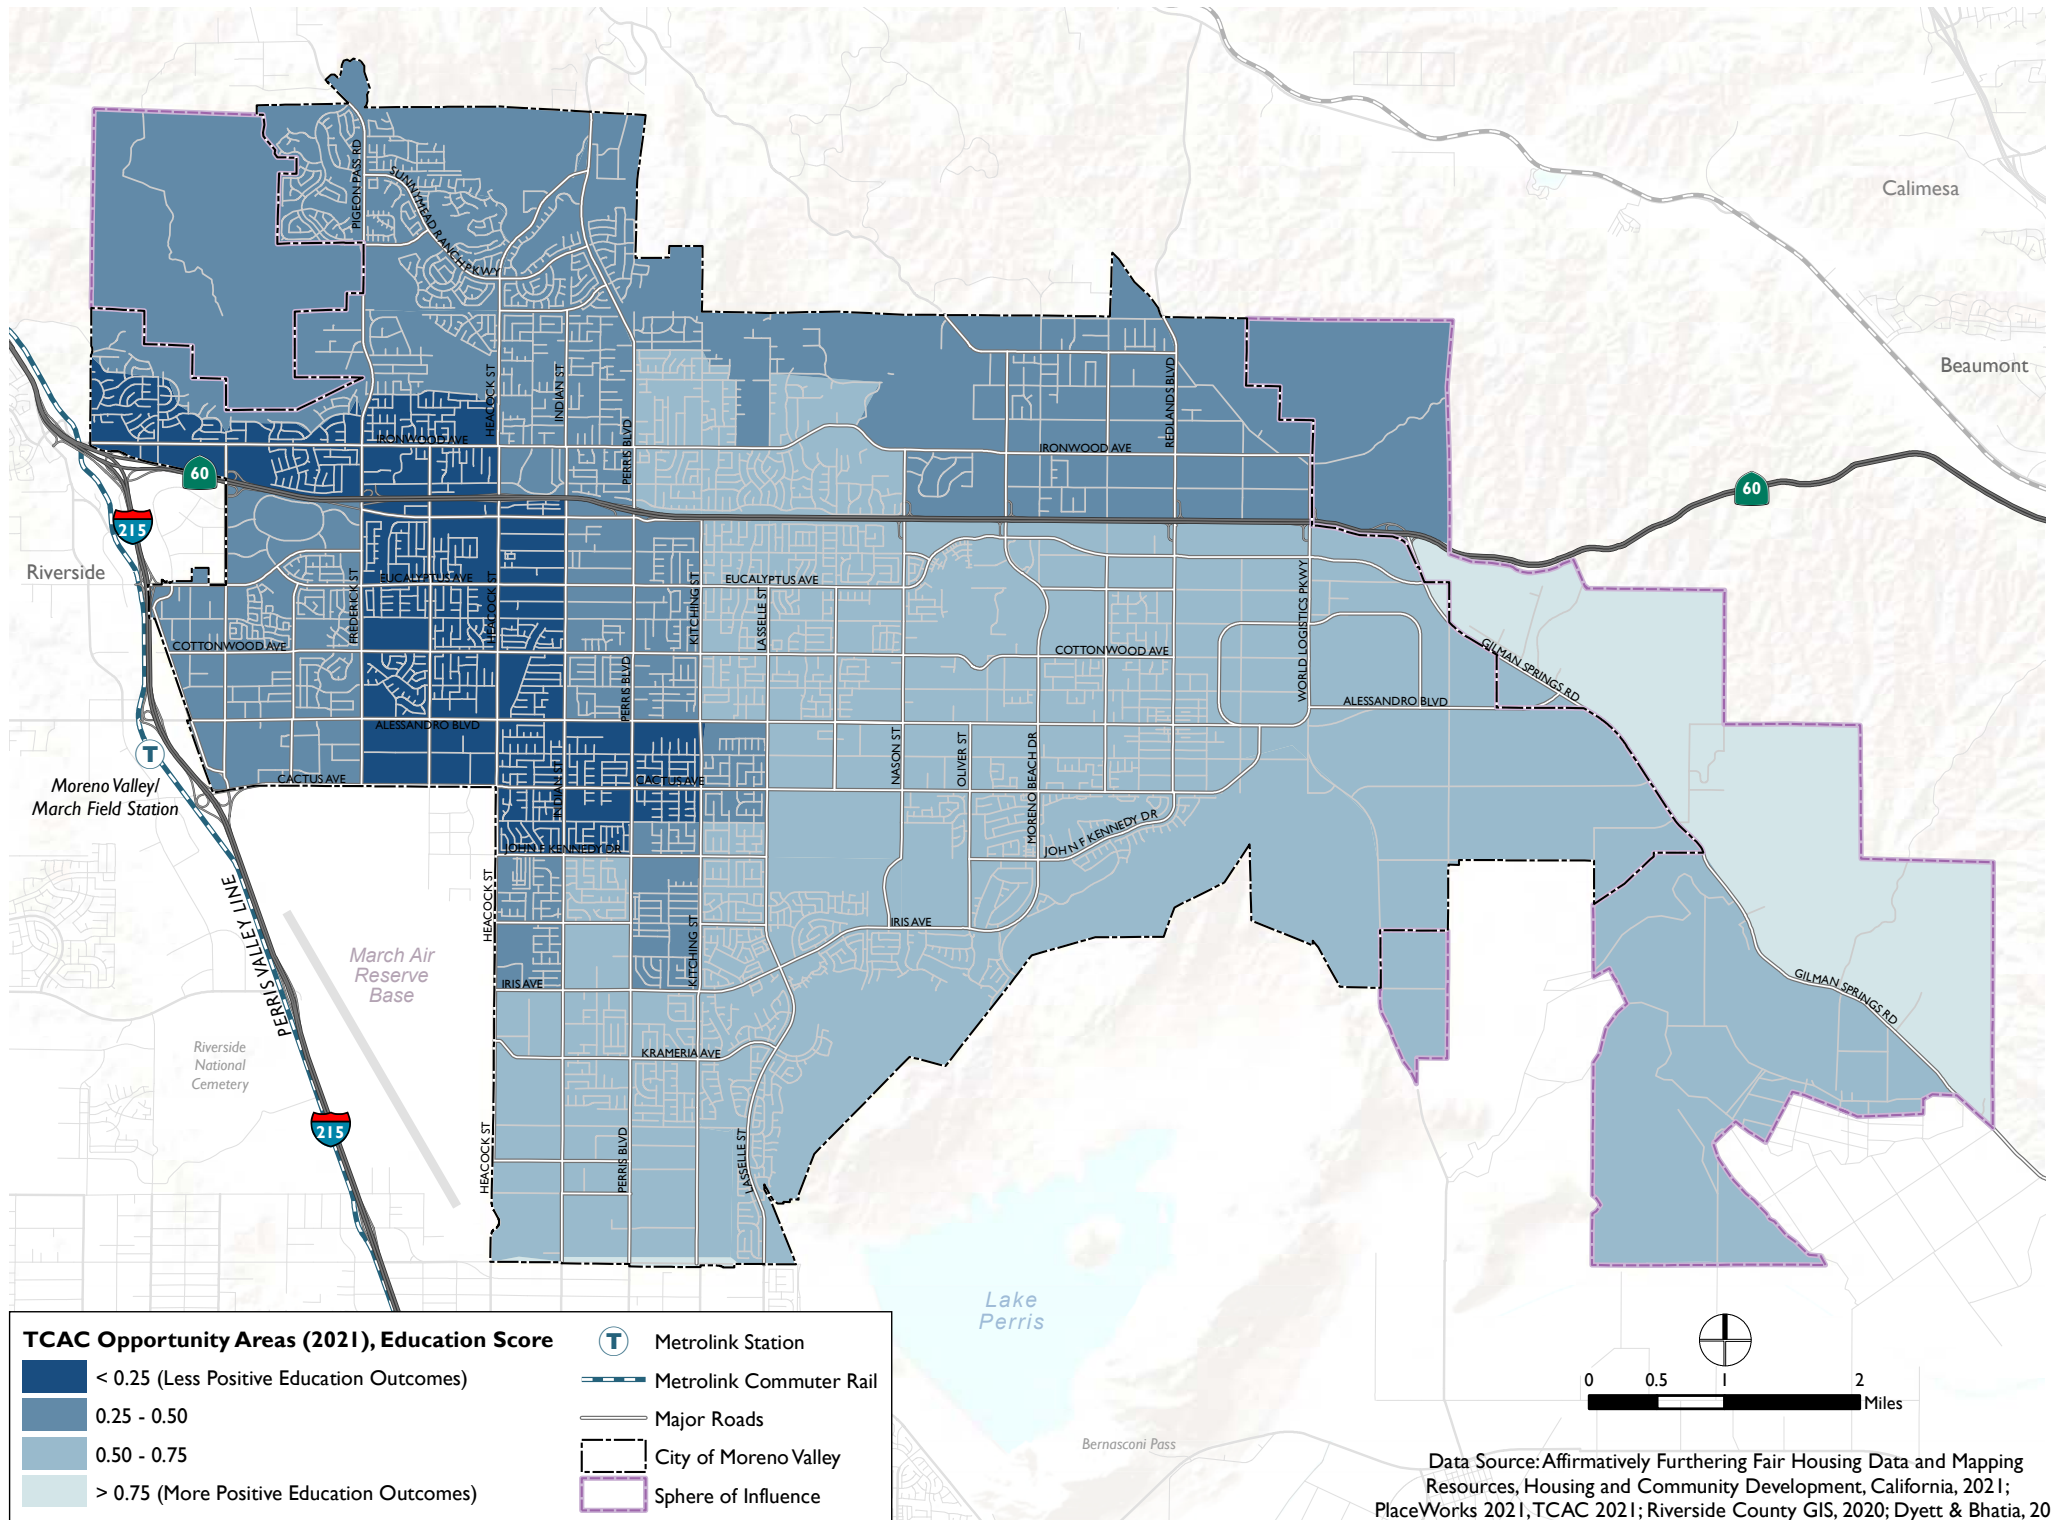 Calimesa
Beaumont
PIGEON PASS RD
SUNNYMEAD RANCH PKWY
HEACOCK ST
INDIAN ST
PERRIS BLVD
REDLANDS BLVD
IRONWOOD AVE
IRONWOOD AVE
60
60
215
Riverside
FREDERICK ST
EUCALYPTUS AVE
HEACOCK ST
KITCHING ST
EUCALYPTUS AVE
LASSELLE ST
WORLD LOGISTICS PKWY
COTTONWOOD AVE
COTTONWOOD AVE
GILMAN SPRINGS RD
PERRIS BLVD
ALESSANDRO BLVD
ALESSANDRO BLVD
T
NASON ST
OLIVER ST
MORENO BEACH DR
CACTUS AVE
INDIAN ST
CACTUS AVE
Moreno Valley/
March Field Station
JOHN F KENNEDY DR
JOHN F KENNEDY DR
PERRIS VALLEY LINE
HEACOCK ST
KITCHING ST
IRIS AVE
March Air
Reserve
Base
IRIS AVE
GILMAN SPRINGS RD
Riverside
National
Cemetery
KRAMERIA AVE
215
HEACOCK ST
PERRIS BLVD
LASSELLE ST
Lake
Perris
Bernasconi Pass
TCAC Opportunity Areas (2021), Education Score
< 0.25 (Less Positive Education Outcomes)
0.25 - 0.50
0.50 - 0.75
> 0.75 (More Positive Education Outcomes)
T
Metrolink Station
Metrolink Commuter Rail
Major Roads
City of Moreno Valley
Sphere of Influence
0 0.5 1 2
Miles
Data Source: Affirmatively Furthering Fair Housing Data and Mapping
Resources, Housing and Community Development, California, 2021;
PlaceWorks 2021, TCAC 2021; Riverside County GIS, 2020; Dyett & Bhatia, 20